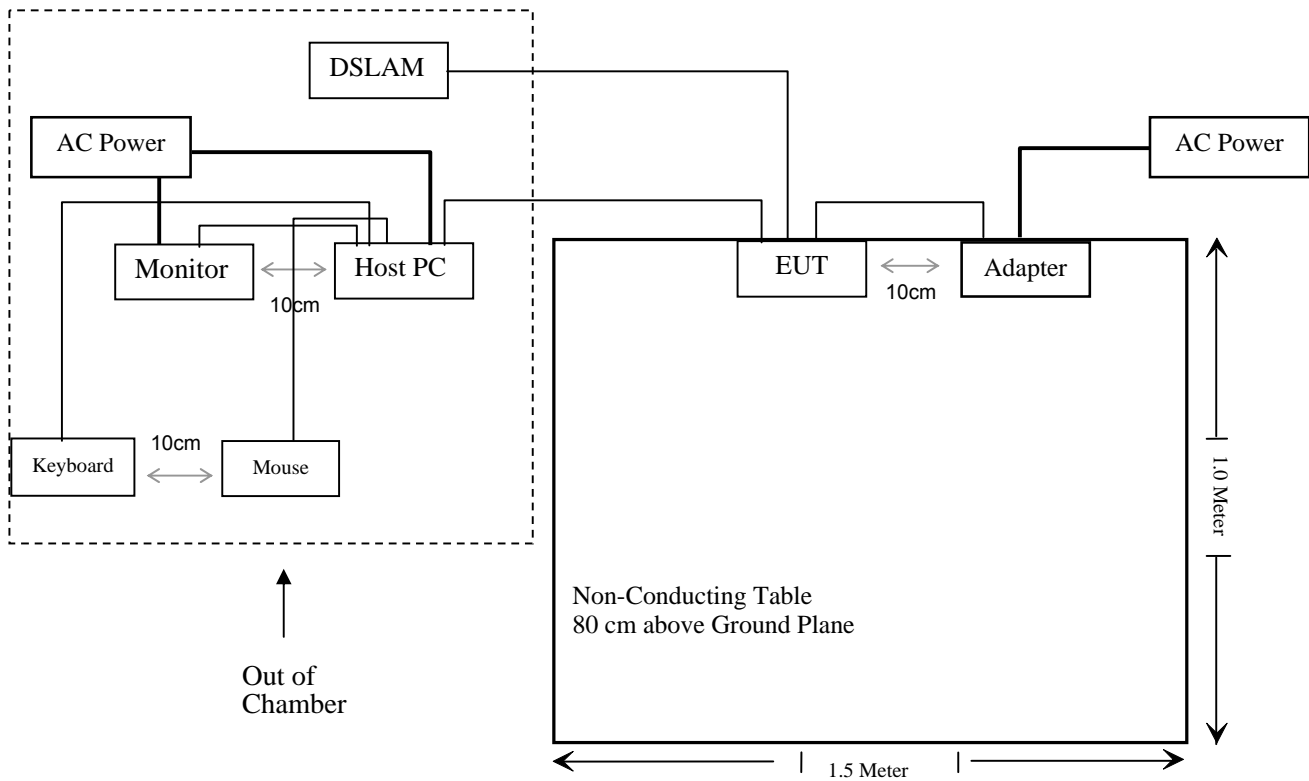 DSLAM
AC Power
AC Power
Monitor
Host PC
10cm
EUT
10cm
Adapter
Keyboard
10cm
Mouse
1.0 Meter
Non-Conducting Table
80 cm above Ground Plane
Out of
Chamber
1.5 Meter